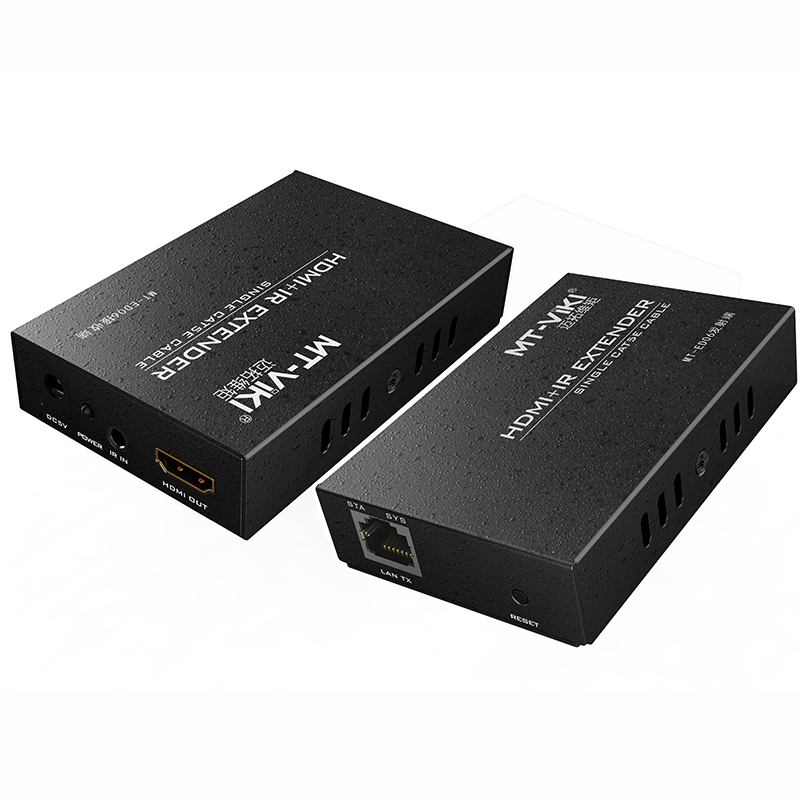 HDMI+IR EXTENDER
SINGLE CAT5E CABLE
MT-VIKI®
迈拓维矩
MT-ED06接收端
DC5V
POWER
IR IN
HDMI OUT
MT-VIKI®
迈拓维矩
HDMI+IR EXTENDER
SINGLE CAT5E CABLE
MT-ED06发射端
STA
SYS
LAN TX
RESET